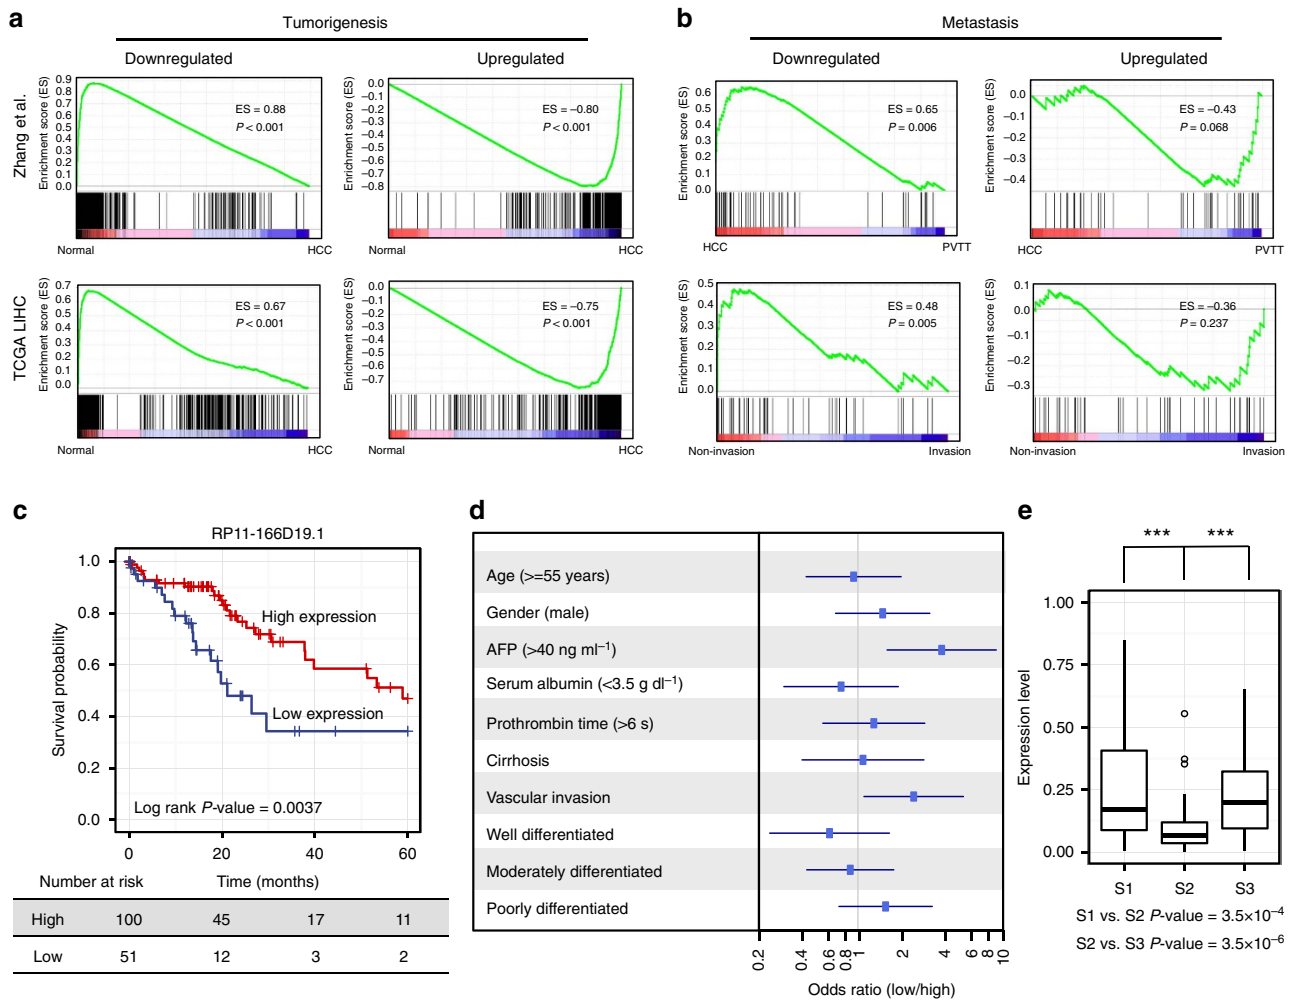 a
Tumorigenesis
Downregulated
Upregulated
Zhang et al.
Enrichment score (ES)
0.9
0.8
0.7
0.6
0.5
0.4
0.3
0.2
0.1
0.0
ES = 0.88
P < 0.001
Normal
HCC
Enrichment score (ES)
0.0
−0.1
−0.2
−0.3
−0.4
−0.5
−0.6
−0.7
−0.8
ES = −0.80
P < 0.001
Normal
HCC
TCGA LIHC
Enrichment score (ES)
0.7
0.6
0.5
0.4
0.3
0.2
0.1
0.0
ES = 0.67
P < 0.001
Normal
HCC
Enrichment score (ES)
0.0
−0.1
−0.2
−0.3
−0.4
−0.5
−0.6
−0.7
ES = −0.75
P < 0.001
Normal
HCC
b
Metastasis
Downregulated
Upregulated
Enrichment score (ES)
0.6
0.5
0.4
0.3
0.2
0.1
0.0
ES = 0.65
P = 0.006
HCC
PVTT
Enrichment score (ES)
0.0
−0.1
−0.2
−0.3
−0.4
ES = −0.43
P = 0.068
HCC
PVTT
Enrichment score (ES)
0.5
0.4
0.3
0.2
0.1
0.0
ES = 0.48
P = 0.005
Non-invasion
Invasion
Enrichment score (ES)
0.1
0.0
−0.1
−0.2
−0.3
ES = −0.36
P = 0.237
Non-invasion
Invasion
c
RP11-166D19.1
Survival probability
1.0
0.8
0.6
0.4
0.2
0.0
High expression
Low expression
Log rank P-value = 0.0037
0 20 40 60
Number at risk Time (months)
High 100 45 17 11
Low 51 12 3 2
d
Age (>=55 years)
Gender (male)
AFP (>40 ng ml⁻¹)
Serum albumin (<3.5 g dl⁻¹)
Prothrombin time (>6 s)
Cirrhosis
Vascular invasion
Well differentiated
Moderately differentiated
Poorly differentiated
0.2 0.4 0.6 0.8 1 2 4 6 8 10
Odds ratio (low/high)
e
*** ***
Expression level
1.00
0.75
0.50
0.25
0.00
S1 S2 S3
S1 vs. S2 P-value = 3.5×10⁻⁴
S2 vs. S3 P-value = 3.5×10⁻⁶